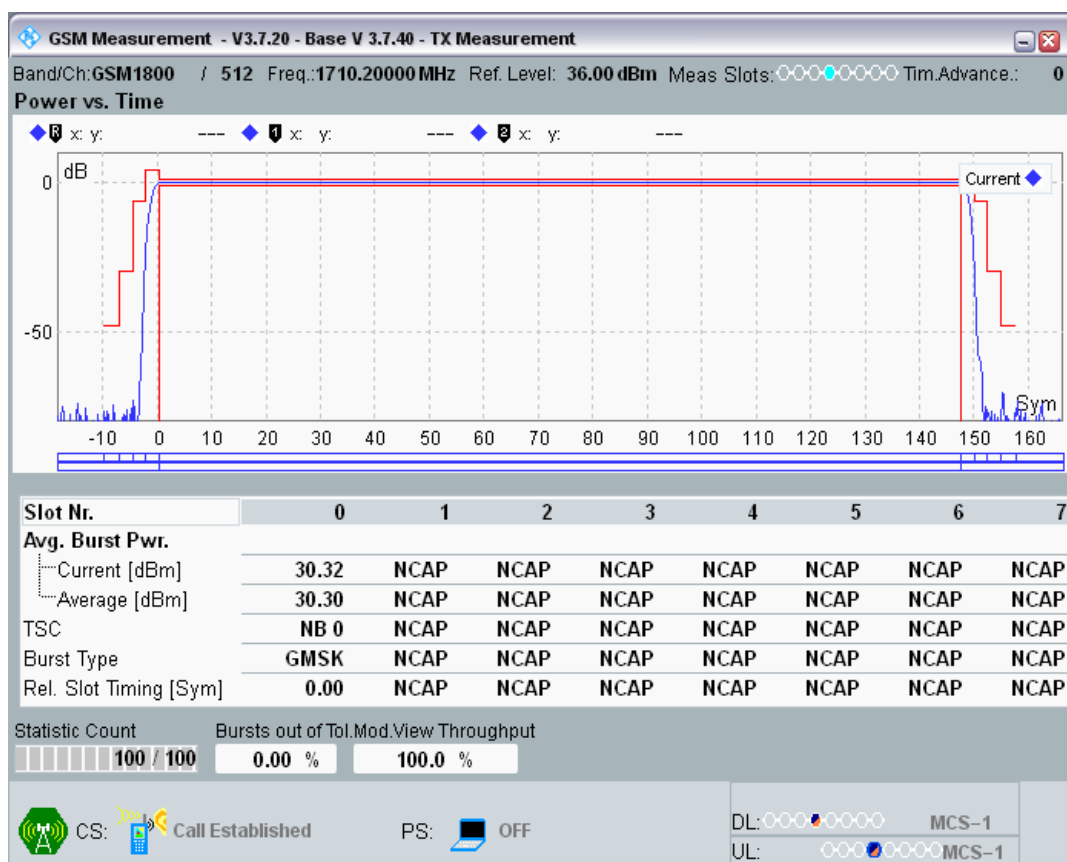 GSM Measurement - V3.7.20 - Base V 3.7.40 - TX Measurement
Band/Ch:GSM1800 / 512 Freq.:1710.20000 MHz Ref. Level: 36.00 dBm Meas Slots: Tim.Advance.: 0
Power vs. Time
R x: y: --- 1 x: y: --- 2 x: y: ---
dB
Current
0
-50
Sym
-10 0 10 20 30 40 50 60 70 80 90 100 110 120 130 140 150 160
Slot Nr. 0 1 2 3 4 5 6 7
Avg. Burst Pwr.
Current [dBm] 30.32 NCAP NCAP NCAP NCAP NCAP NCAP NCAP
Average [dBm] 30.30 NCAP NCAP NCAP NCAP NCAP NCAP NCAP
TSC NB 0 NCAP NCAP NCAP NCAP NCAP NCAP NCAP
Burst Type GMSK NCAP NCAP NCAP NCAP NCAP NCAP NCAP
Rel. Slot Timing [Sym] 0.00 NCAP NCAP NCAP NCAP NCAP NCAP NCAP
Statistic Count Bursts out of Tol. Mod.View Throughput
100 / 100 0.00 % 100.0 %
CS: Call Established PS: OFF
DL: MCS-1
UL: MCS-1